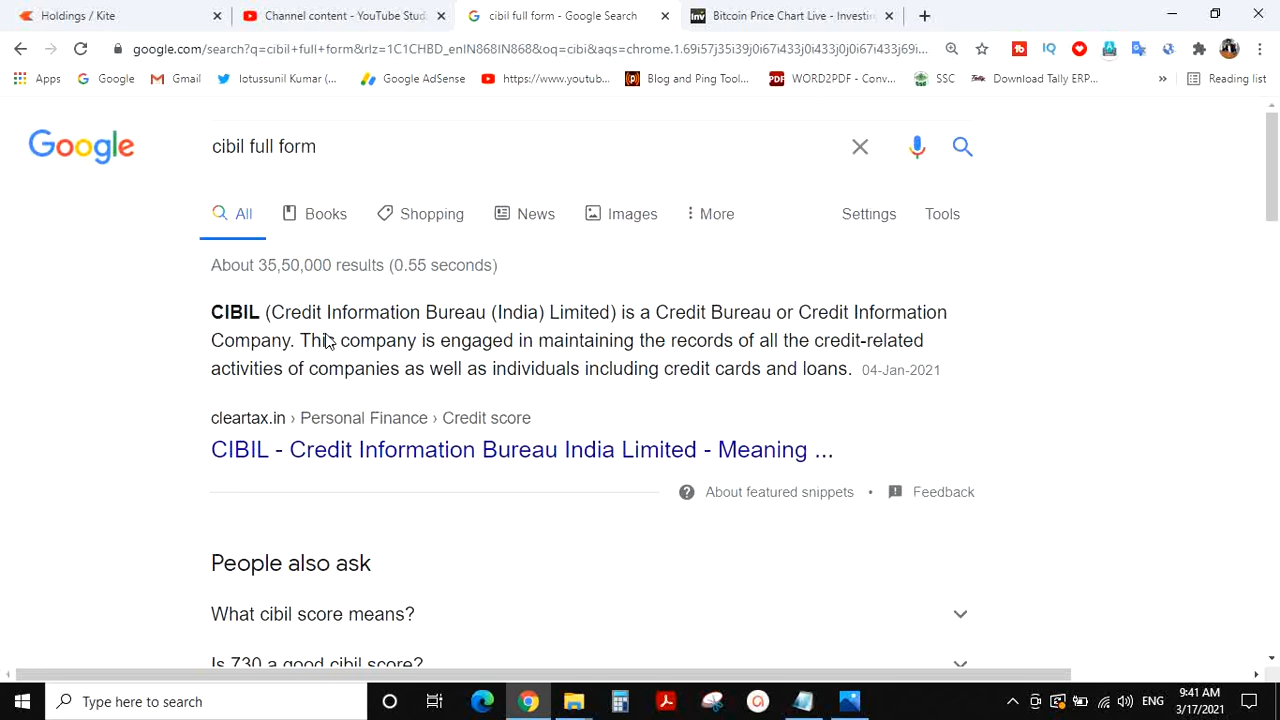 Holdings / Kite
Channel content - YouTube Stud
cibil full form - Google Search
Inv
Bitcoin Price Chart Live - Investi
google.com/search?q=cibil+full+form&rlz=1C1CHBD_enIN868IN868&oq=cibi&aqs=chrome.1.69i57j35i39j0i67i433j0i433j0j0i67i433j69i...
IQ
Apps
Google
Gmail
lotussunil Kumar (...
Google AdSense
https://www.youtub...
Blog and Ping Tool...
PDF
WORD2PDF - Conv...
SSC
Download Tally ERP...
»
Reading list
Google
cibil full form
All
Books
Shopping
News
Images
More
Settings
Tools
About 35,50,000 results (0.55 seconds)
CIBIL (Credit Information Bureau (India) Limited) is a Credit Bureau or Credit Information
Company. This company is engaged in maintaining the records of all the credit-related
activities of companies as well as individuals including credit cards and loans. 04-Jan-2021
cleartax.in › Personal Finance › Credit score
CIBIL - Credit Information Bureau India Limited - Meaning ...
About featured snippets • Feedback
People also ask
What cibil score means?
Is 730 a good cibil score?
Type here to search
ENG
9:41 AM
3/17/2021